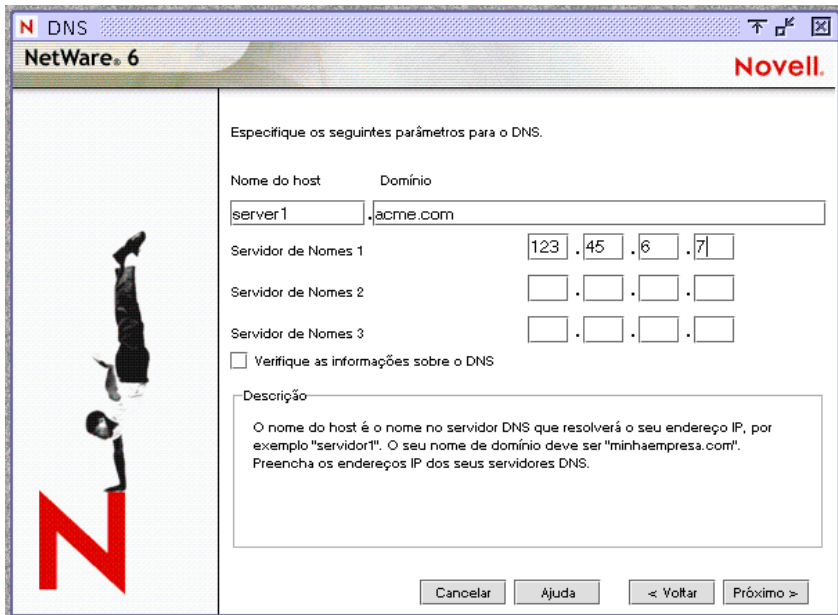 N DNS
NetWare® 6
Novell.
Especifique os seguintes parâmetros para o DNS.
Nome do host Domínio
server1 . acme.com
Servidor de Nomes 1 123 . 45 . 6 . 7
Servidor de Nomes 2 . . .
Servidor de Nomes 3 . . .
Verifique as informações sobre o DNS
Descrição
O nome do host é o nome no servidor DNS que resolverá o seu endereço IP, por
exemplo "servidor1". O seu nome de domínio deve ser "minhaempresa.com".
Preencha os endereços IP dos seus servidores DNS.
N
Cancelar Ajuda < Voltar Próximo >